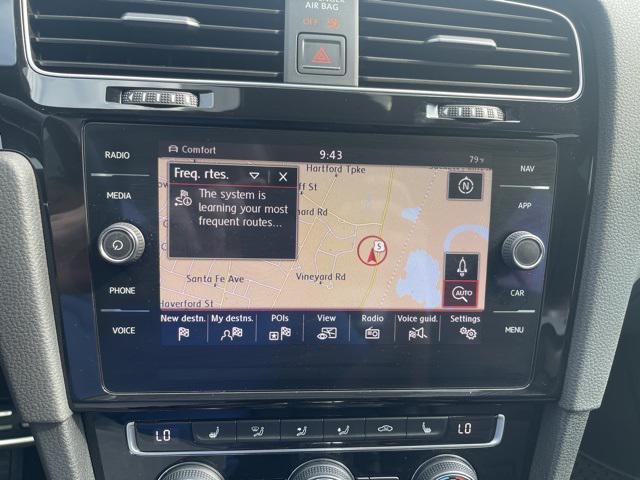 AIR BAG
OFF
RADIO
MEDIA
PHONE
VOICE
NAV
APP
CAR
MENU
Comfort
9:43
79 °F
Freq. rtes.
The system is
learning your most
frequent routes...
Hartford Tpke
ff St
ard Rd
N
5
Santa Fe Ave
Vineyard Rd
Haverford St
AUTO
New destn.
My destns.
POIs
View
Radio
Voice guid.
Settings
LO
LO